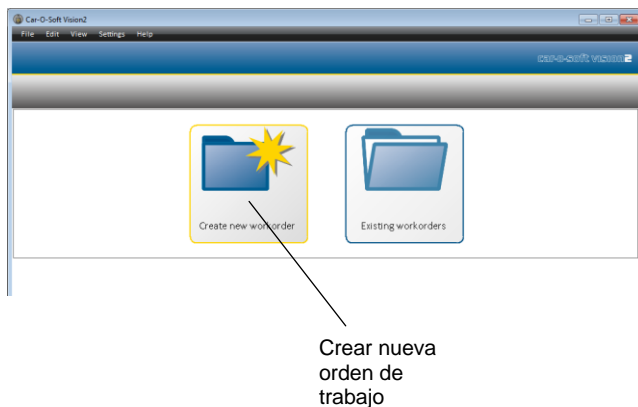 Car-O-Soft Vision2
File Edit View Settings Help
car-o-soft vision2
Create new workorder
Existing workorders
Crear nueva
orden de
trabajo